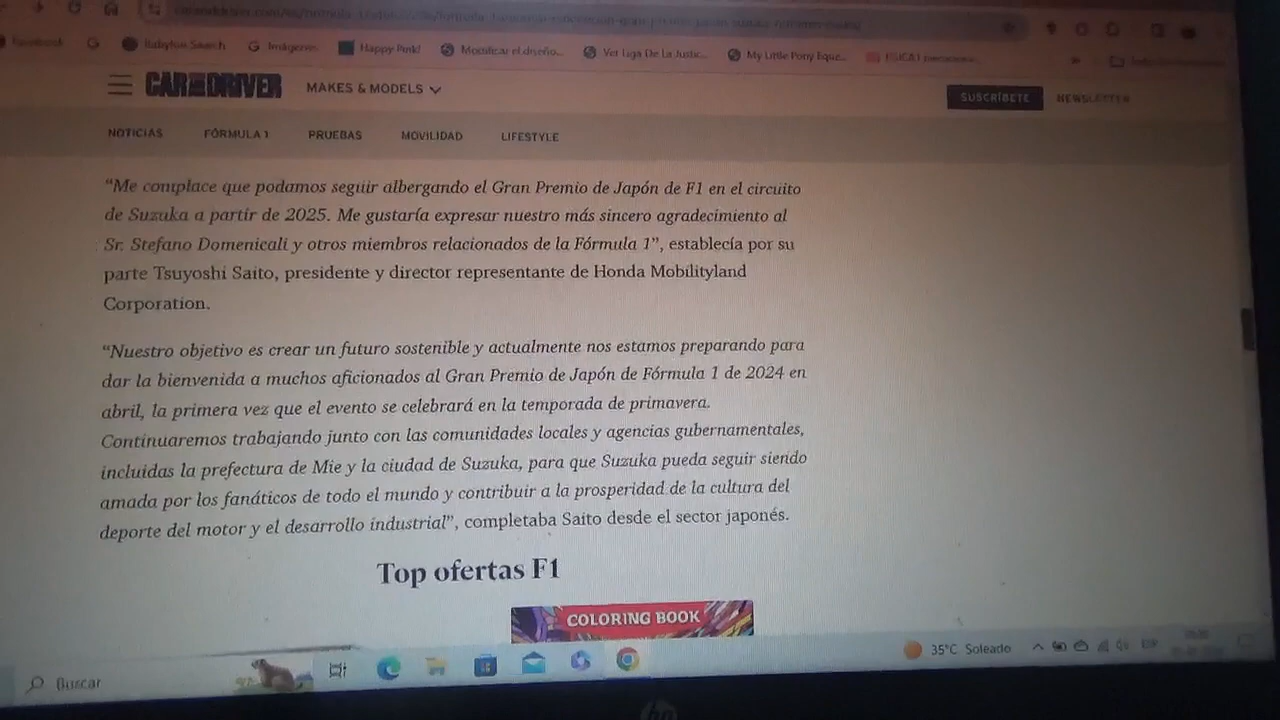 Facebook
G
Babylon Search
G Imágenes
Happy Pink!
Modificar el diseño...
Ver Liga De La Justic...
My Little Pony Eque...
CAR AND DRIVER
MAKES & MODELS
SUSCRÍBETE
NEWSLETTER
NOTICIAS
FÓRMULA 1
PRUEBAS
MOVILIDAD
LIFESTYLE
“Me complace que podamos seguir albergando el Gran Premio de Japón de F1 en el circuito
de Suzuka a partir de 2025. Me gustaría expresar nuestro más sincero agradecimiento al
Sr. Stefano Domenicali y otros miembros relacionados de la Fórmula 1”, establecía por su
parte Tsuyoshi Saito, presidente y director representante de Honda Mobilityland
Corporation.
“Nuestro objetivo es crear un futuro sostenible y actualmente nos estamos preparando para
dar la bienvenida a muchos aficionados al Gran Premio de Japón de Fórmula 1 de 2024 en
abril, la primera vez que el evento se celebrará en la temporada de primavera.
Continuaremos trabajando junto con las comunidades locales y agencias gubernamentales,
incluidas la prefectura de Mie y la ciudad de Suzuka, para que Suzuka pueda seguir siendo
amada por los fanáticos de todo el mundo y contribuir a la prosperidad de la cultura del
deporte del motor y el desarrollo industrial”, completaba Saito desde el sector japonés.
Top ofertas F1
COLORING BOOK
Buscar
35°C Soleado
ESP
hp